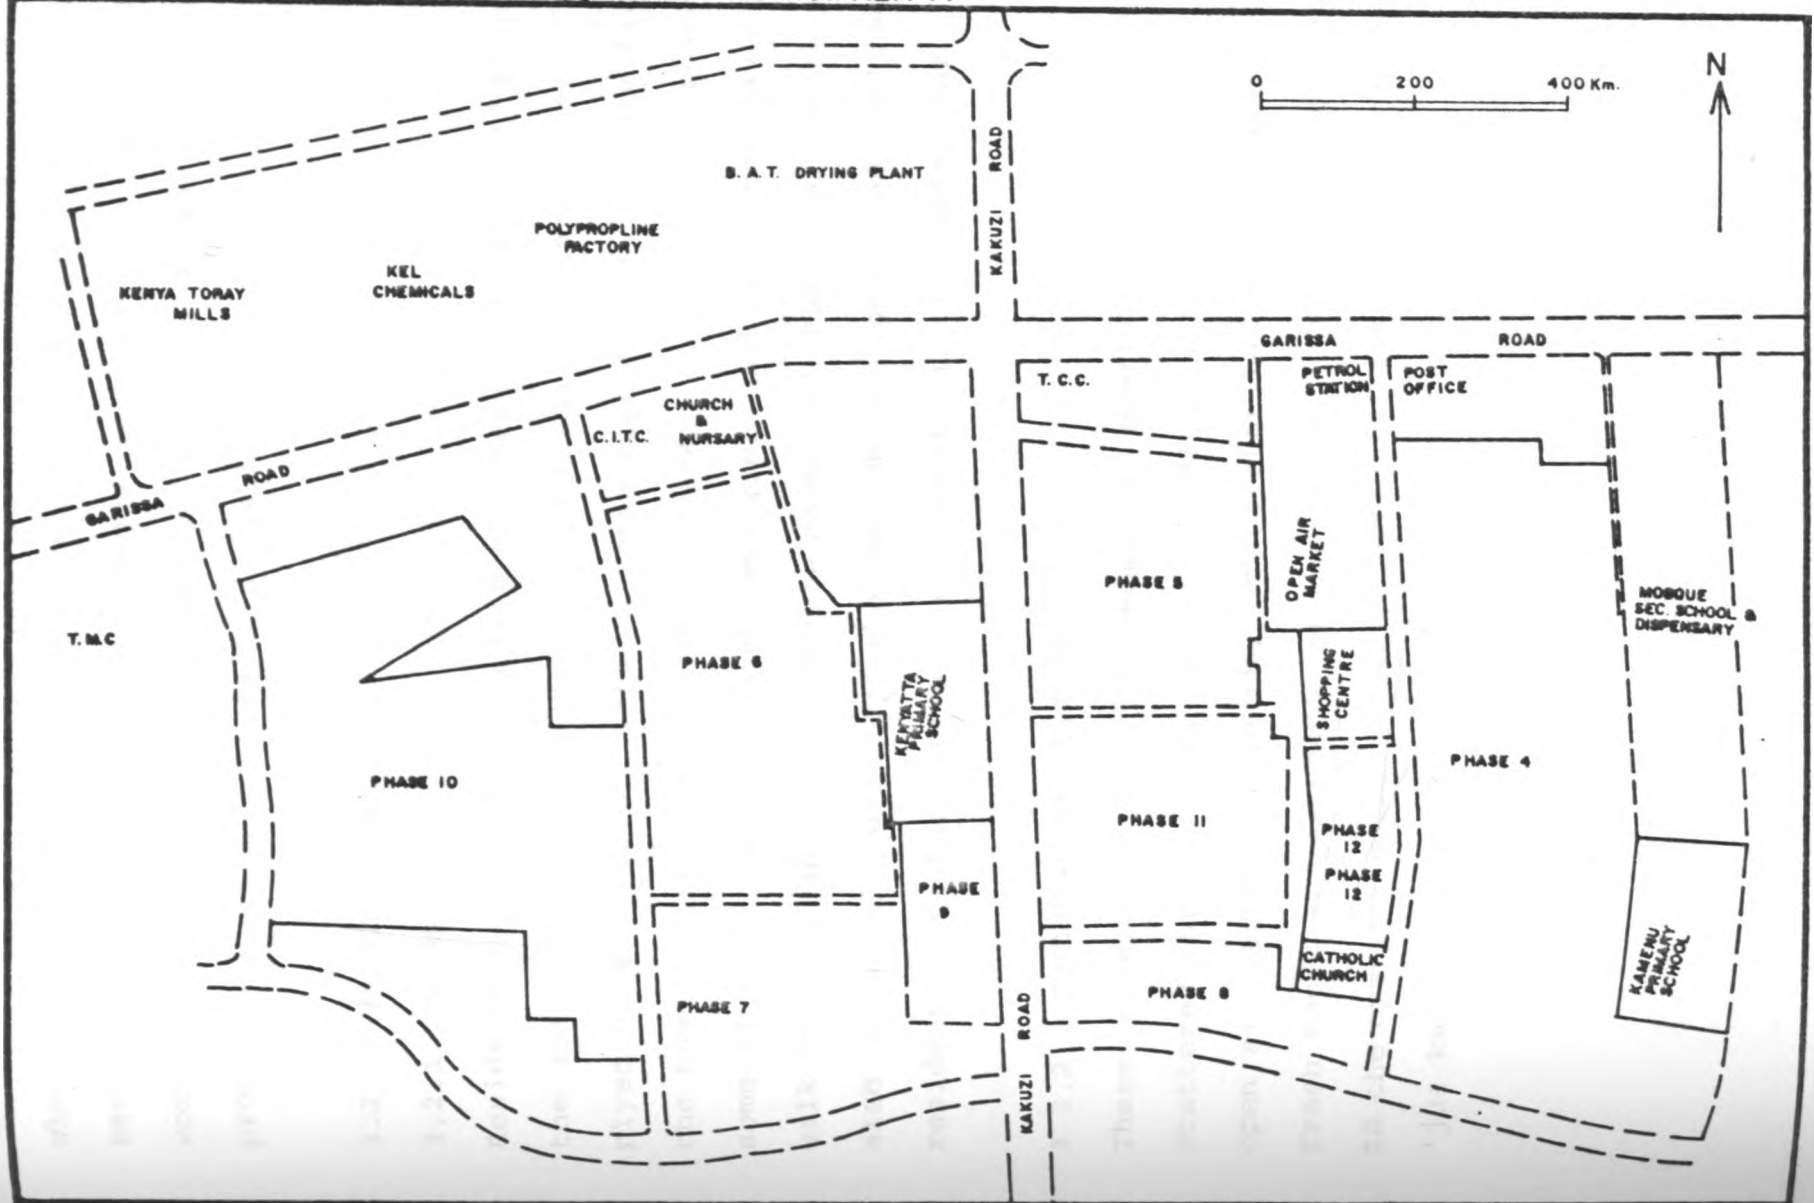 0 200 400 Km.
N
KAKUZI ROAD
B. A. T. DRYING PLANT
POLYPROPLINE
FACTORY
KEL
CHEMICALS
KENYA TORAY
MILLS
GARISSA ROAD
GARISSA ROAD
T. C. C.
PETROL
STATION
POST
OFFICE
CHURCH
&
NURSARY
C.I.T.C.
OPEN AIR
MARKET
PHASE 5
MOSQUE
SEC. SCHOOL &
DISPENSARY
T.M.C
PHASE 6
KENYATTA
PRIMARY
SCHOOL
SHOPPING
CENTRE
PHASE 4
PHASE 10
PHASE 11
PHASE
12
PHASE
12
PHASE
9
KAMENU
PRIMARY
SCHOOL
CATHOLIC
CHURCH
PHASE 7
PHASE 8
KAKUZI ROAD